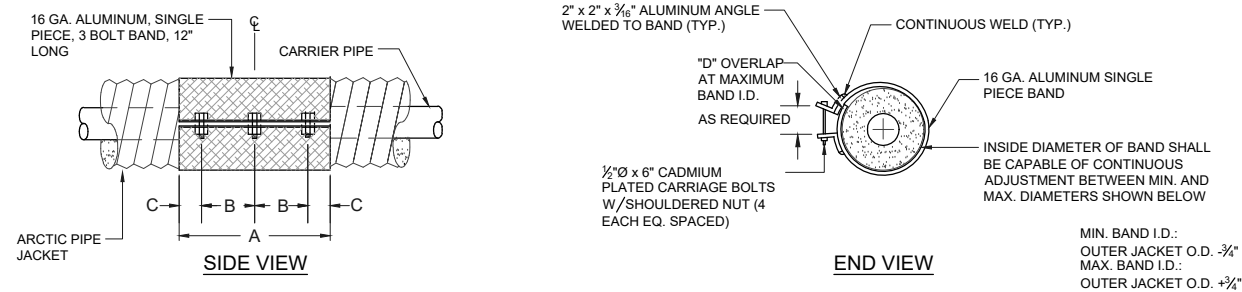 16 GA. ALUMINUM, SINGLE
PIECE, 3 BOLT BAND, 12"
LONG
℄
CARRIER PIPE
C
B
B
C
A
ARCTIC PIPE
JACKET
SIDE VIEW
2" x 2" x 3⁄16" ALUMINUM ANGLE
WELDED TO BAND (TYP.)
CONTINUOUS WELD (TYP.)
"D" OVERLAP
AT MAXIMUM
BAND I.D.
AS REQUIRED
16 GA. ALUMINUM SINGLE
PIECE BAND
INSIDE DIAMETER OF BAND SHALL
BE CAPABLE OF CONTINUOUS
ADJUSTMENT BETWEEN MIN. AND
MAX. DIAMETERS SHOWN BELOW
½"Ø x 6" CADMIUM
PLATED CARRIAGE BOLTS
W/SHOULDERED NUT (4
EACH EQ. SPACED)
END VIEW
MIN. BAND I.D.:
OUTER JACKET O.D. -¾"
MAX. BAND I.D.:
OUTER JACKET O.D. +¾"